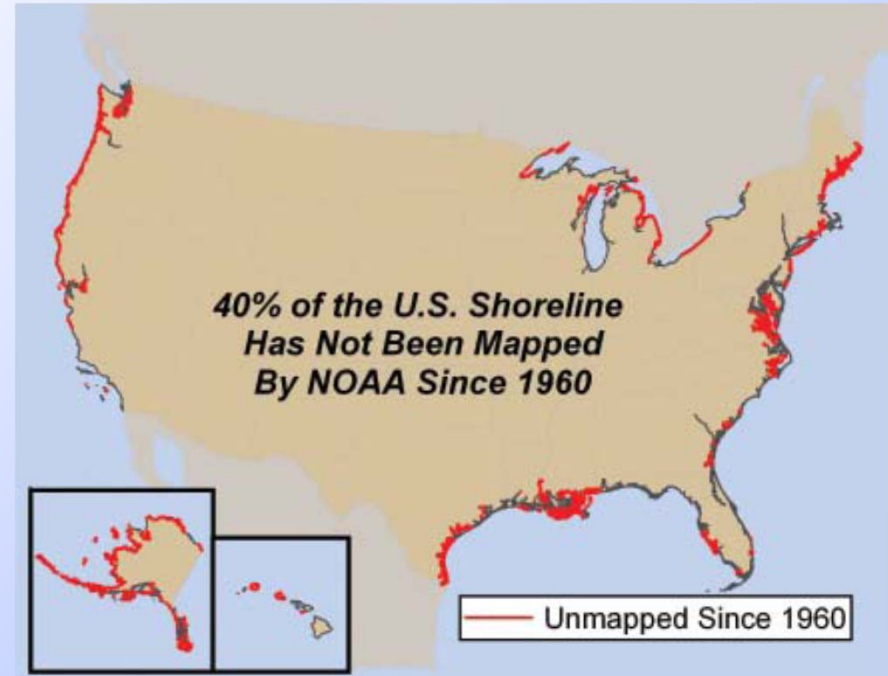 40% of the U.S. Shoreline
Has Not Been Mapped
By NOAA Since 1960
Unmapped Since 1960